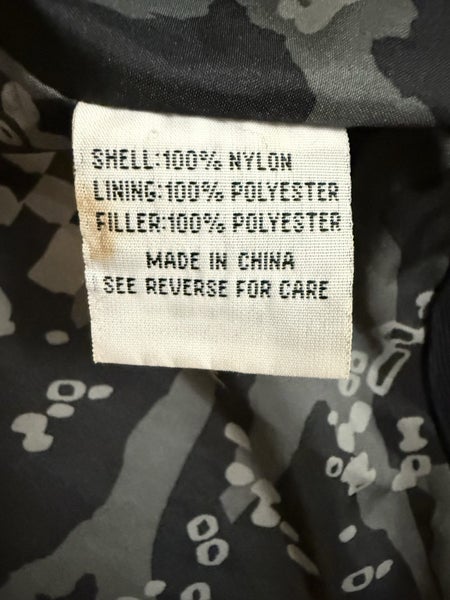 SHELL:100% NYLON
LINING:100% POLYESTER
FILLER:100% POLYESTER
MADE IN CHINA
SEE REVERSE FOR CARE